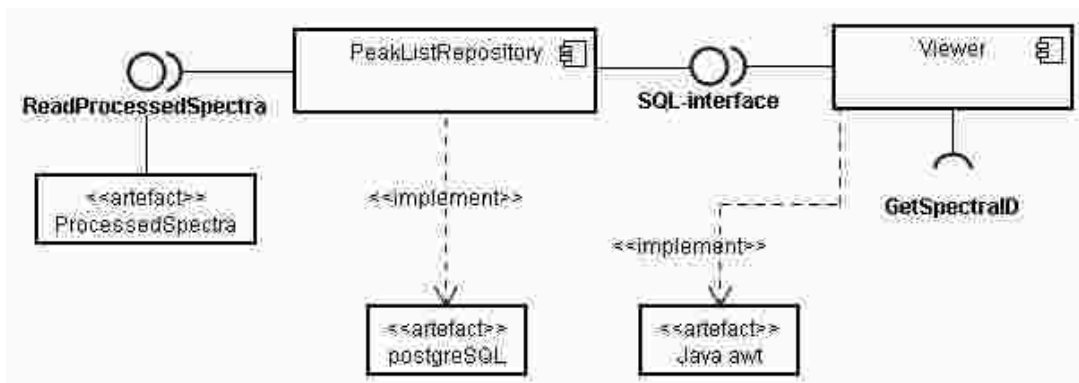 PeakListRepository
Viewer
ReadProcessedSpectra
SQL-interface
<<artefact>>
ProcessedSpectra
<<implement>>
GetSpectraID
<<implement>>
<<artefact>>
postgreSQL
<<artefact>>
Java awt